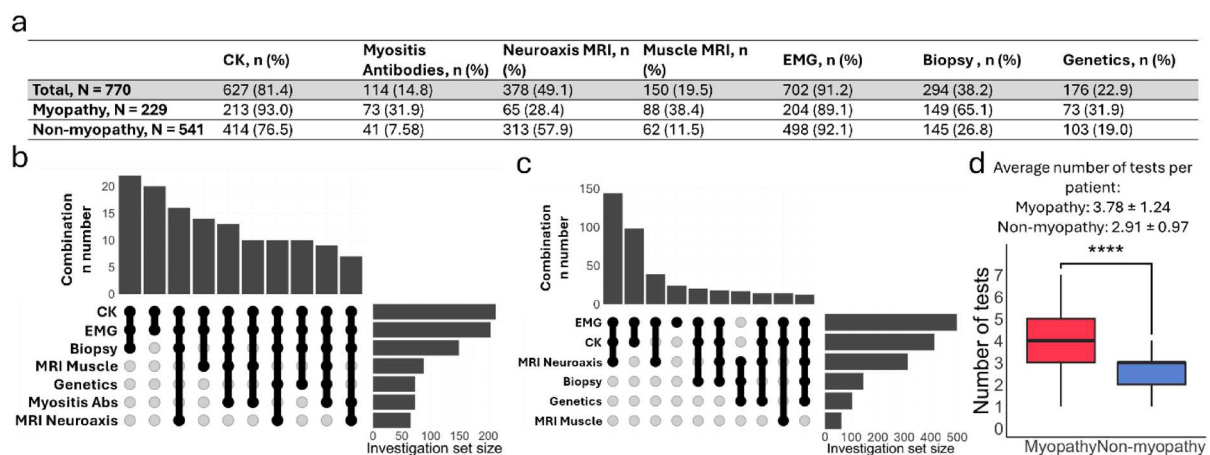 a
CK, n (%) Myositis Antibodies, n (%) Neuroaxis MRI, n (%) Muscle MRI, n (%) EMG, n (%) Biopsy , n (%) Genetics, n (%)
Total, N = 770 627 (81.4) 114 (14.8) 378 (49.1) 150 (19.5) 702 (91.2) 294 (38.2) 176 (22.9)
Myopathy, N = 229 213 (93.0) 73 (31.9) 65 (28.4) 88 (38.4) 204 (89.1) 149 (65.1) 73 (31.9)
Non-myopathy, N = 541 414 (76.5) 41 (7.58) 313 (57.9) 62 (11.5) 498 (92.1) 145 (26.8) 103 (19.0)
b
Combination
n number
20
15
10
5
0
CK
EMG
Biopsy
MRI Muscle
Genetics
Myositis Abs
MRI Neuroaxis
0 50 100 150 200
Investigation set size
c
Combination
n number
150
100
50
0
EMG
CK
MRI Neuroaxis
Biopsy
Genetics
MRI Muscle
0 100 200 300 400 500
Investigation set size
d
Average number of tests per
patient:
Myopathy: 3.78 ± 1.24
Non-myopathy: 2.91 ± 0.97
****
Number of tests
7
6
5
4
3
2
1
0
Myopathy Non-myopathy